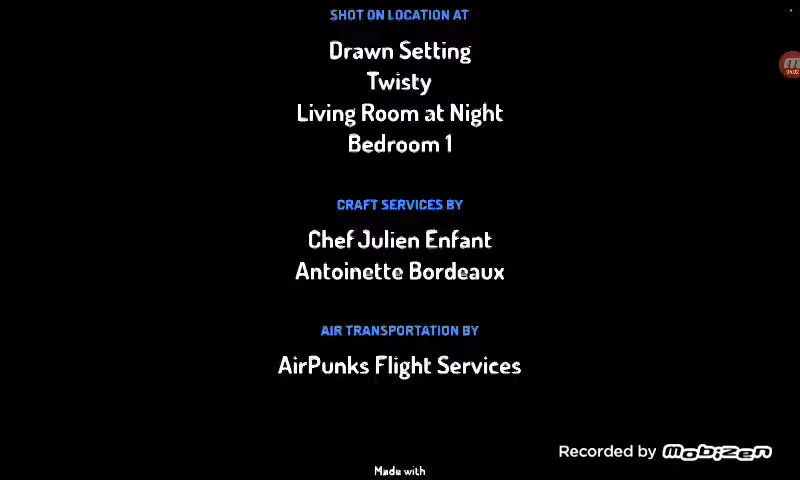 SHOT ON LOCATION AT
Drawn Setting
Twisty
Living Room at Night
Bedroom 1
CRAFT SERVICES BY
Chef Julien Enfant
Antoinette Bordeaux
AIR TRANSPORTATION BY
AirPunks Flight Services
Recorded by mobizen
Made with